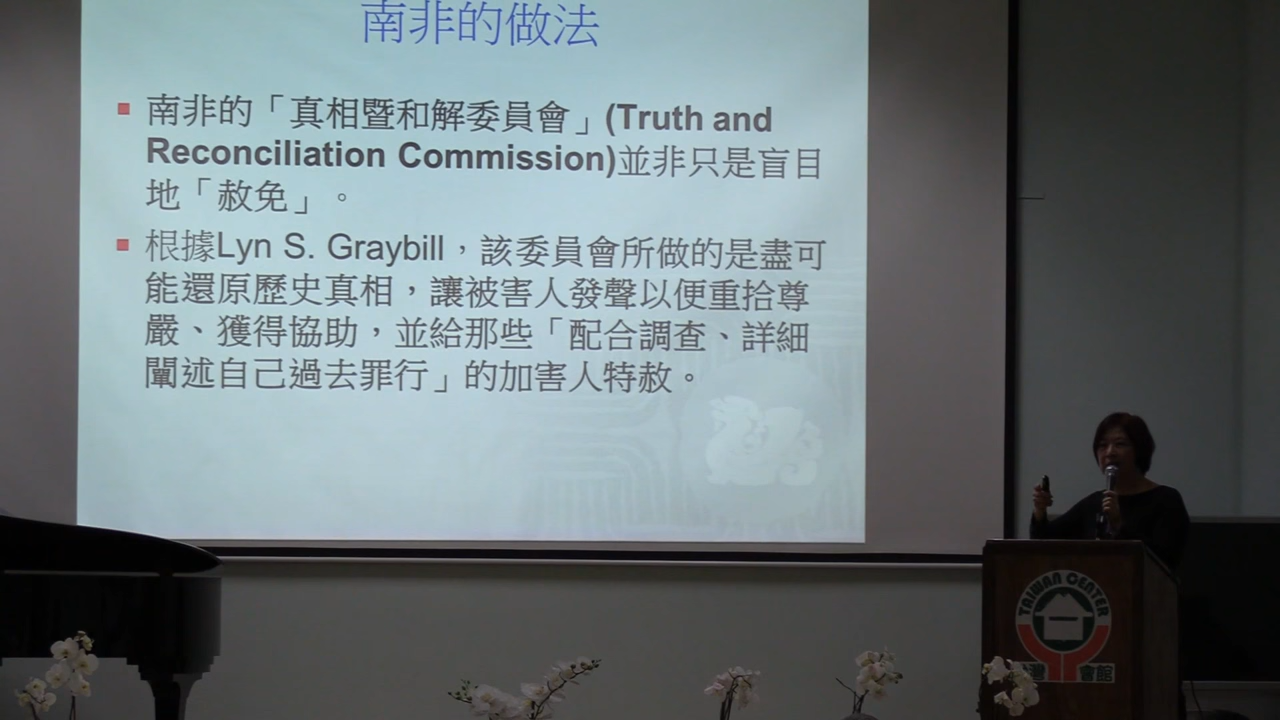 南非的做法
南非的「真相暨和解委員會」(Truth and
Reconciliation Commission)並非只是盲目
地「赦免」。
根據Lyn S. Graybill，該委員會所做的是盡可
能還原歷史真相，讓被害人發聲以便重拾尊
嚴、獲得協助，並給那些「配合調查、詳細
闡述自己過去罪行」的加害人特赦。
TAIWAN CENTER
灣會館